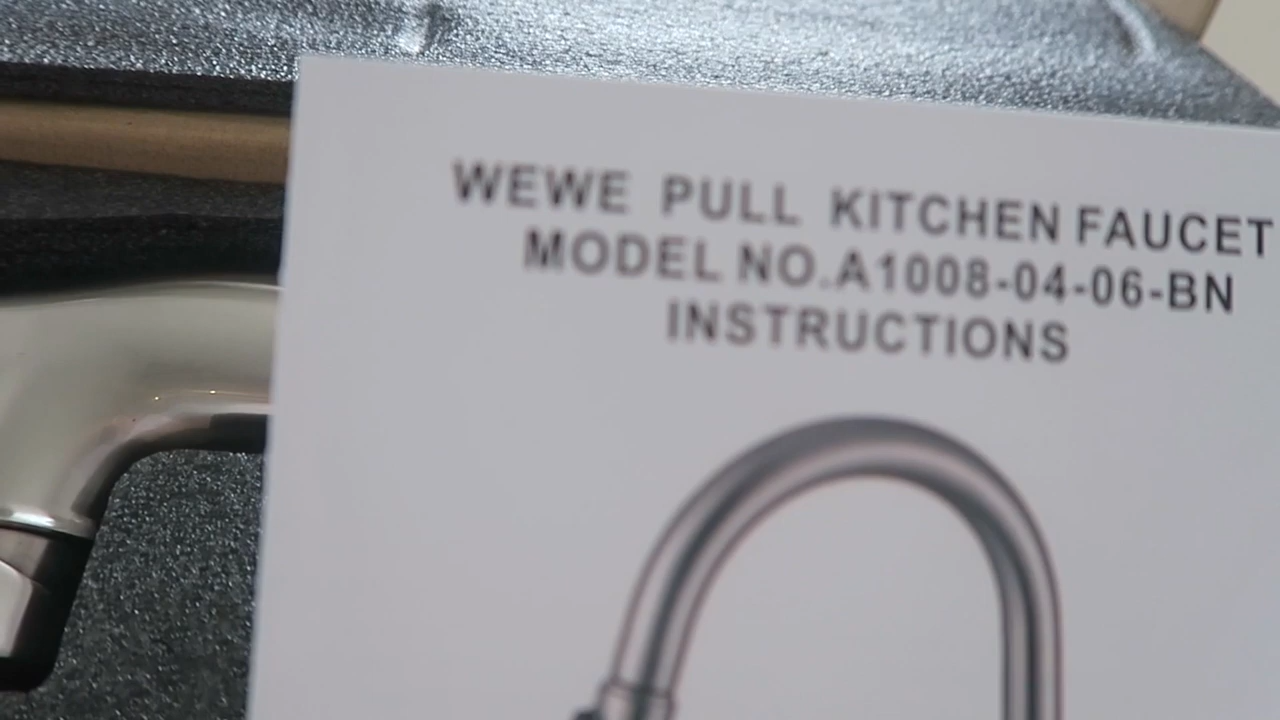 WEWE PULL KITCHEN FAUCET
MODEL NO.A1008-04-06-BN
INSTRUCTIONS